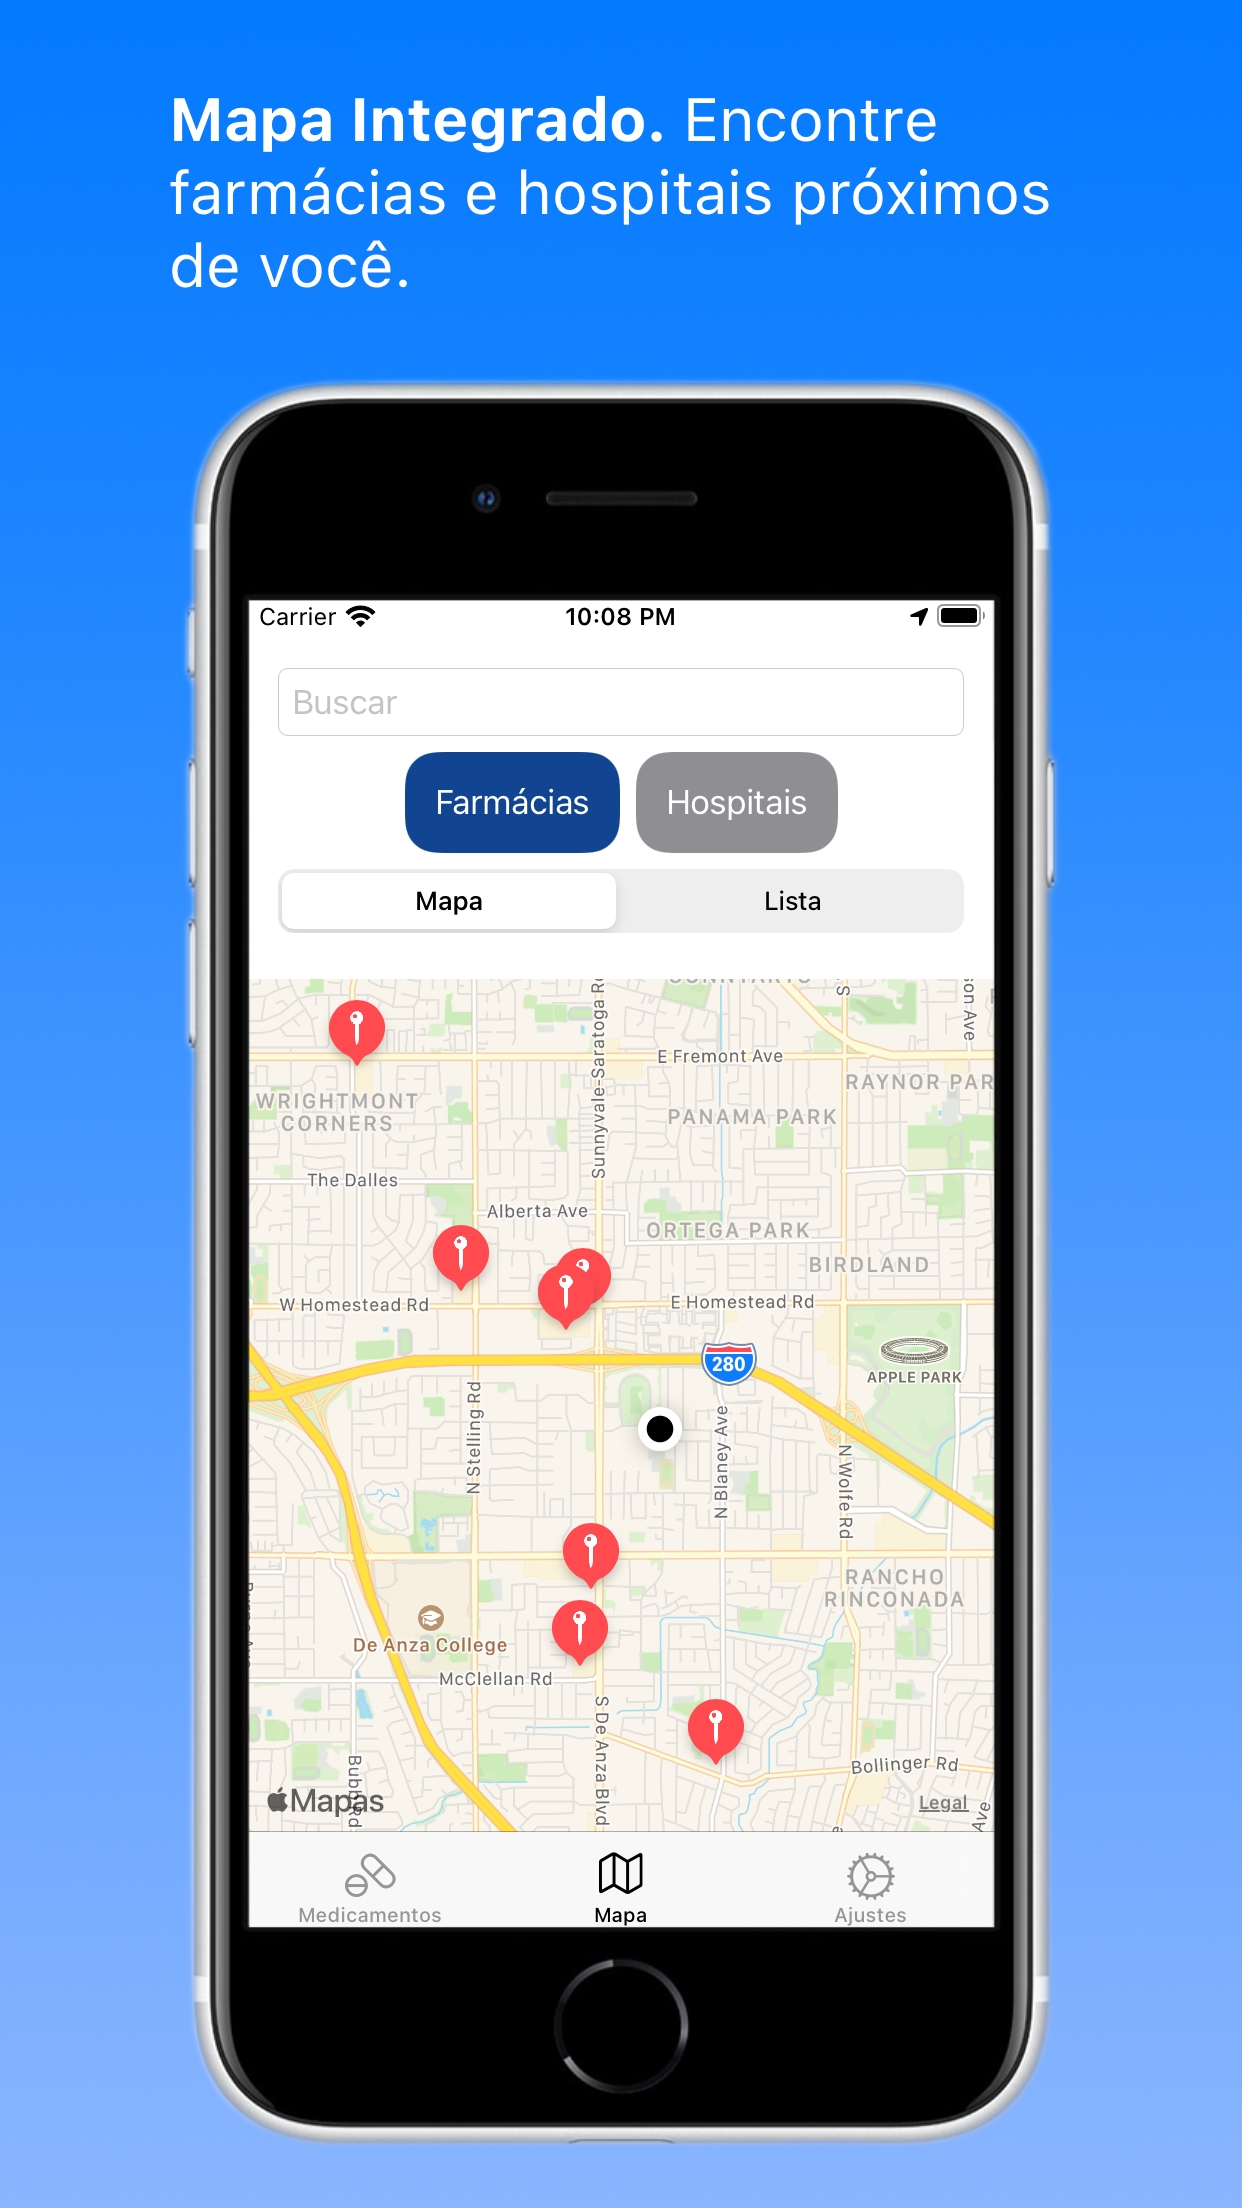 Mapa Integrado. Encontre
farmácias e hospitais próximos
de você.
Carrier
10:08 PM
Buscar
Farmácias
Hospitais
Mapa
Lista
Sunnyvale-Saratoga
E Fremont Ave
RAYNOR PAR
WRIGHTMONT
CORNERS
PANAMA PARK
The Dalles
Alberta Ave
ORTEGA PARK
BIRDLAND
W Homestead Rd
E Homestead Rd
280
APPLE PARK
N Stelling Rd
N Blaney Ave
N Wolfe Rd
RANCHO
RINCONADA
De Anza College
McClellan Rd
S De Anza Blvd
Bollinger Rd
Mapas
Legal
Ave
Medicamentos
Mapa
Ajustes